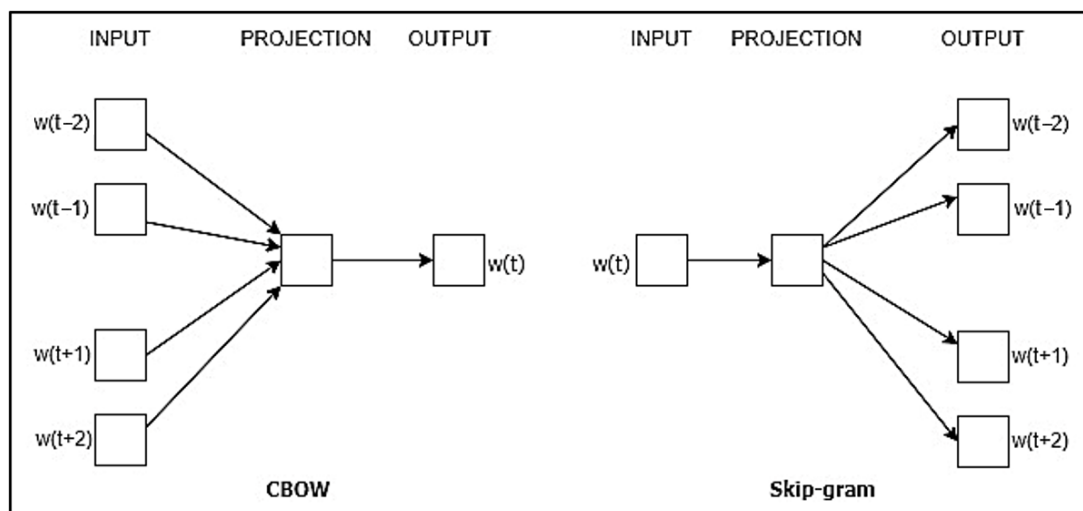 INPUT PROJECTION OUTPUT INPUT PROJECTION OUTPUT
w(t−2) w(t−2)
w(t−1) w(t−1)
w(t) w(t)
w(t+1) w(t+1)
w(t+2) w(t+2)
CBOW Skip-gram